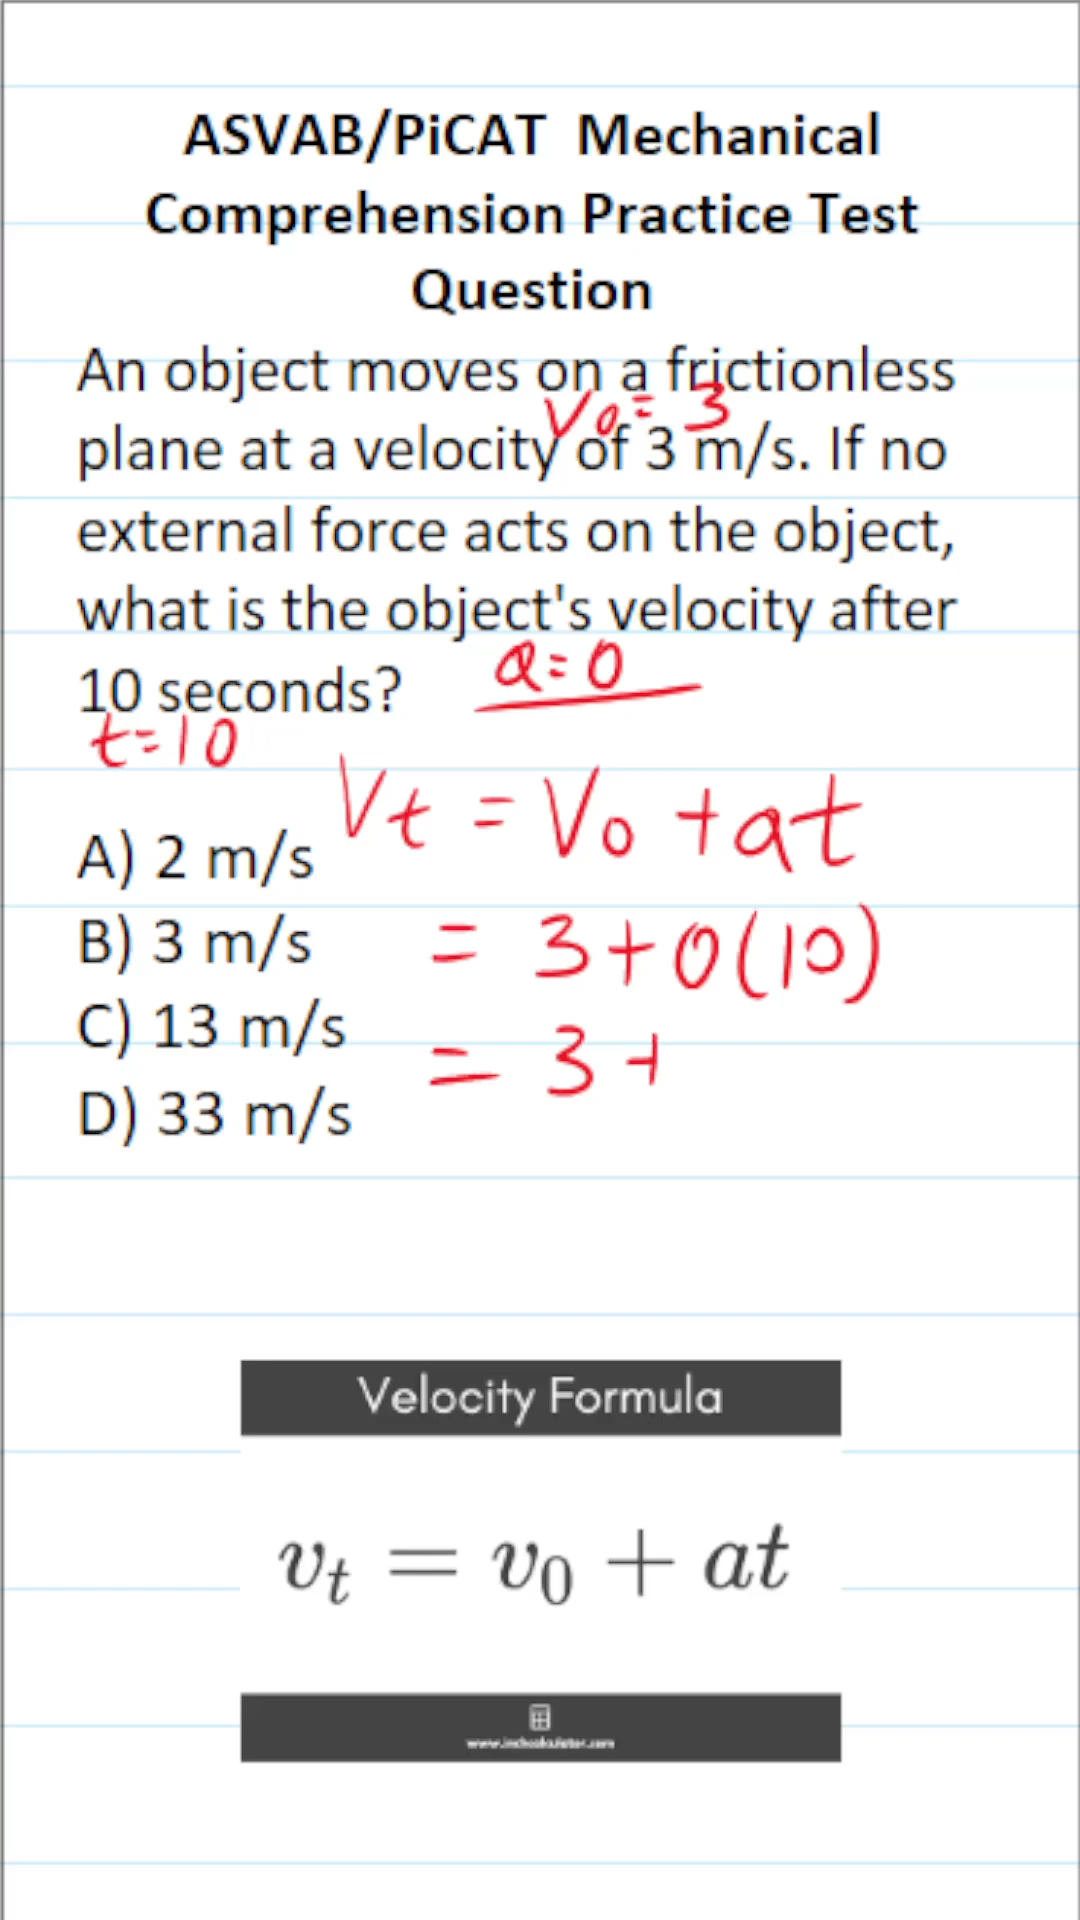 ASVAB/PiCAT Mechanical
Comprehension Practice Test
Question
An object moves on a frictionless
V0 = 3
plane at a velocity of 3 m/s. If no
external force acts on the object,
what is the object's velocity after
a = 0
10 seconds?
t = 10
Vt = V0 + at
A) 2 m/s
B) 3 m/s
= 3 + 0(10)
C) 13 m/s
= 3 +
D) 33 m/s
Velocity Formula
vt = v0 + at